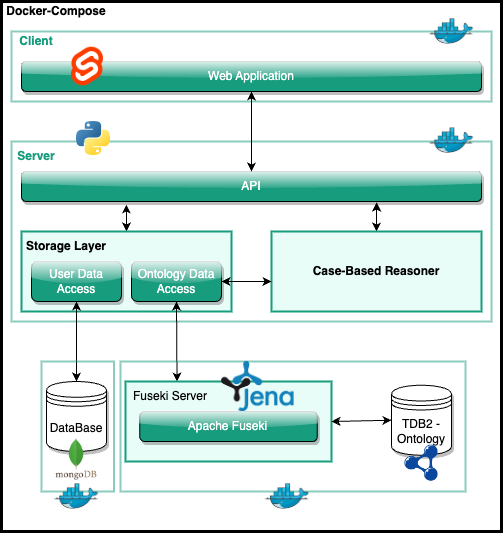 Docker-Compose
Client
Web Application
Server
API
Storage Layer
User Data
Access
Ontology Data
Access
Case-Based Reasoner
DataBase
mongoDB
Fuseki Server
Jena
Apache Fuseki
TDB2 -
Ontology